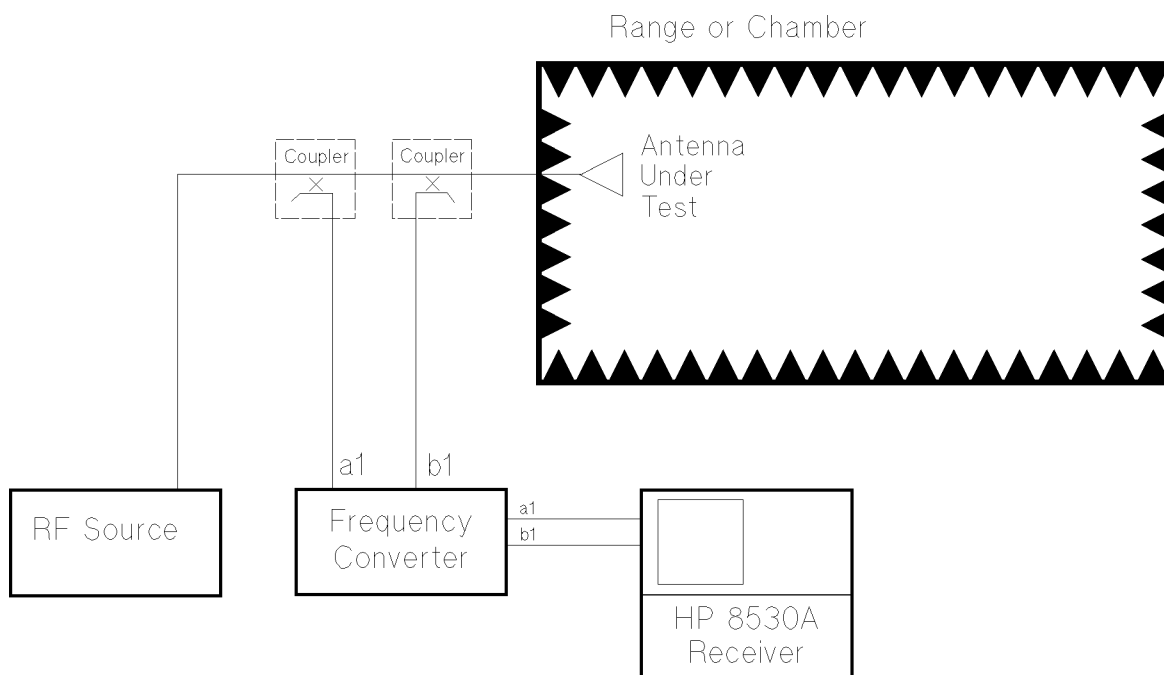 Range or Chamber
Coupler
Coupler
Antenna
Under
Test
a1
b1
RF Source
Frequency
Converter
a1
b1
HP 8530A
Receiver